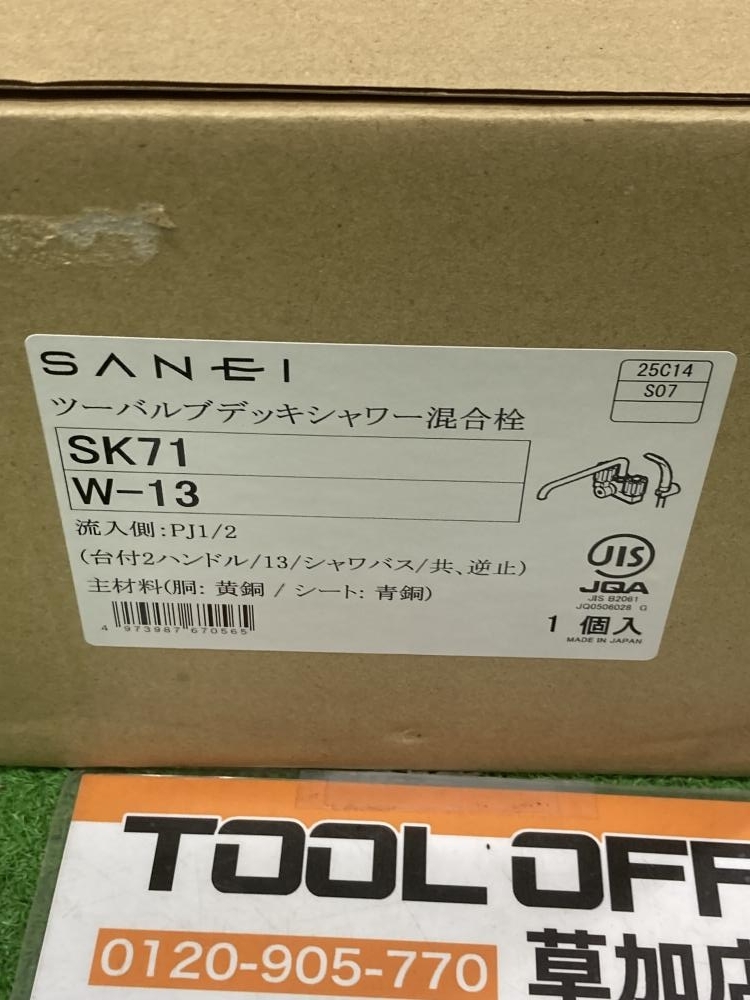 SANEI
25C14
S07
ツーバルブデッキシャワー混合栓
SK71
W-13
流入側:PJ1/2
(台付2ハンドル/13/シャワバス/共、逆止)
主材料(胴: 黄銅 / シート: 青銅)
4 973987 670565
JIS
JQA
JIS B2061
JQ0506028 G
1 個入
MADE IN JAPAN
TOOL OFF
0120-905-770
草加店